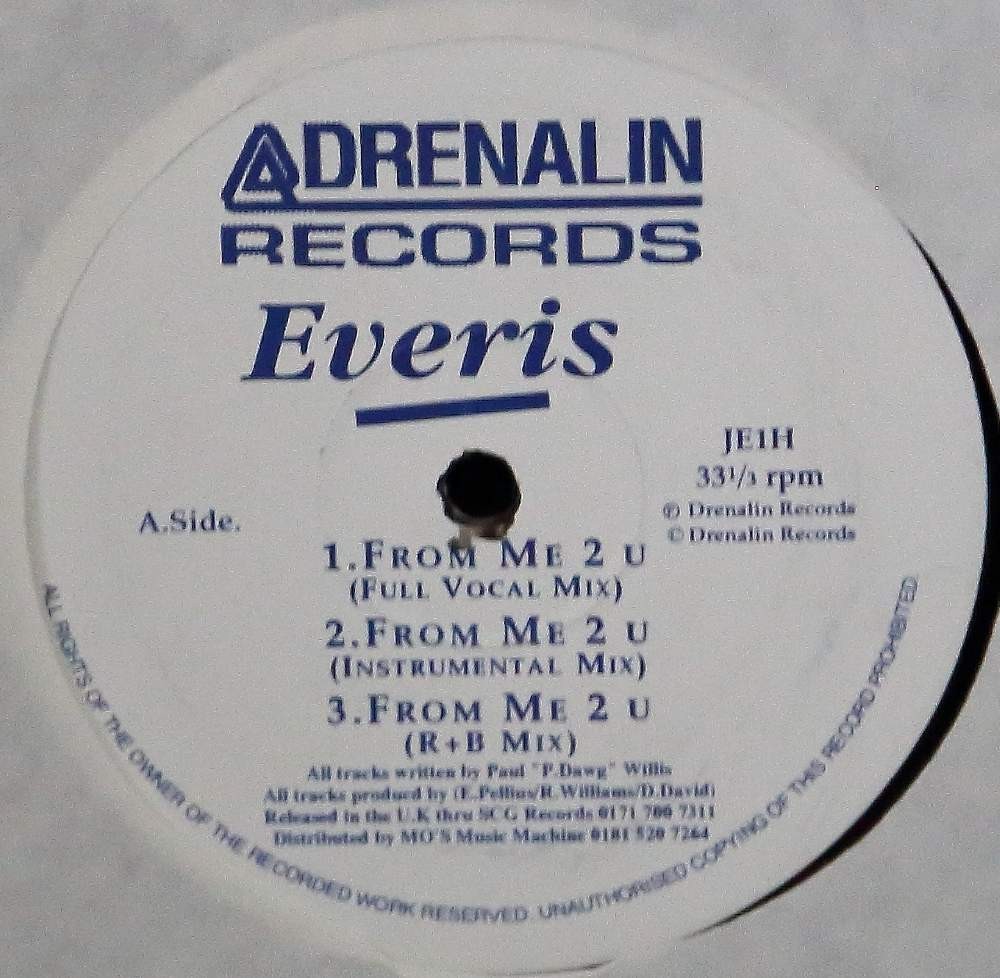 ADRENALIN
RECORDS
Everis
JE1H
33¹/₃ rpm
A.Side.
℗ Drenalin Records
© Drenalin Records
1.FROM ME 2 U
(FULL VOCAL MIX)
2.FROM ME 2 U
(INSTRUMENTAL MIX)
3.FROM ME 2 U
(R+B MIX)
All tracks written by Paul "P.Dawg" Willis
All tracks produced by (E.Pellius/R.Williams/D.David)
Released in the U.K thru SCG Records 0171 700 7311
Distributed by MO'S Music Machine 0181 520 7264
ALL RIGHTS OF THE OWNER OF THE RECORDED WORK RESERVED. UNAUTHORISED COPYING OF THIS RECORD PROHIBITED